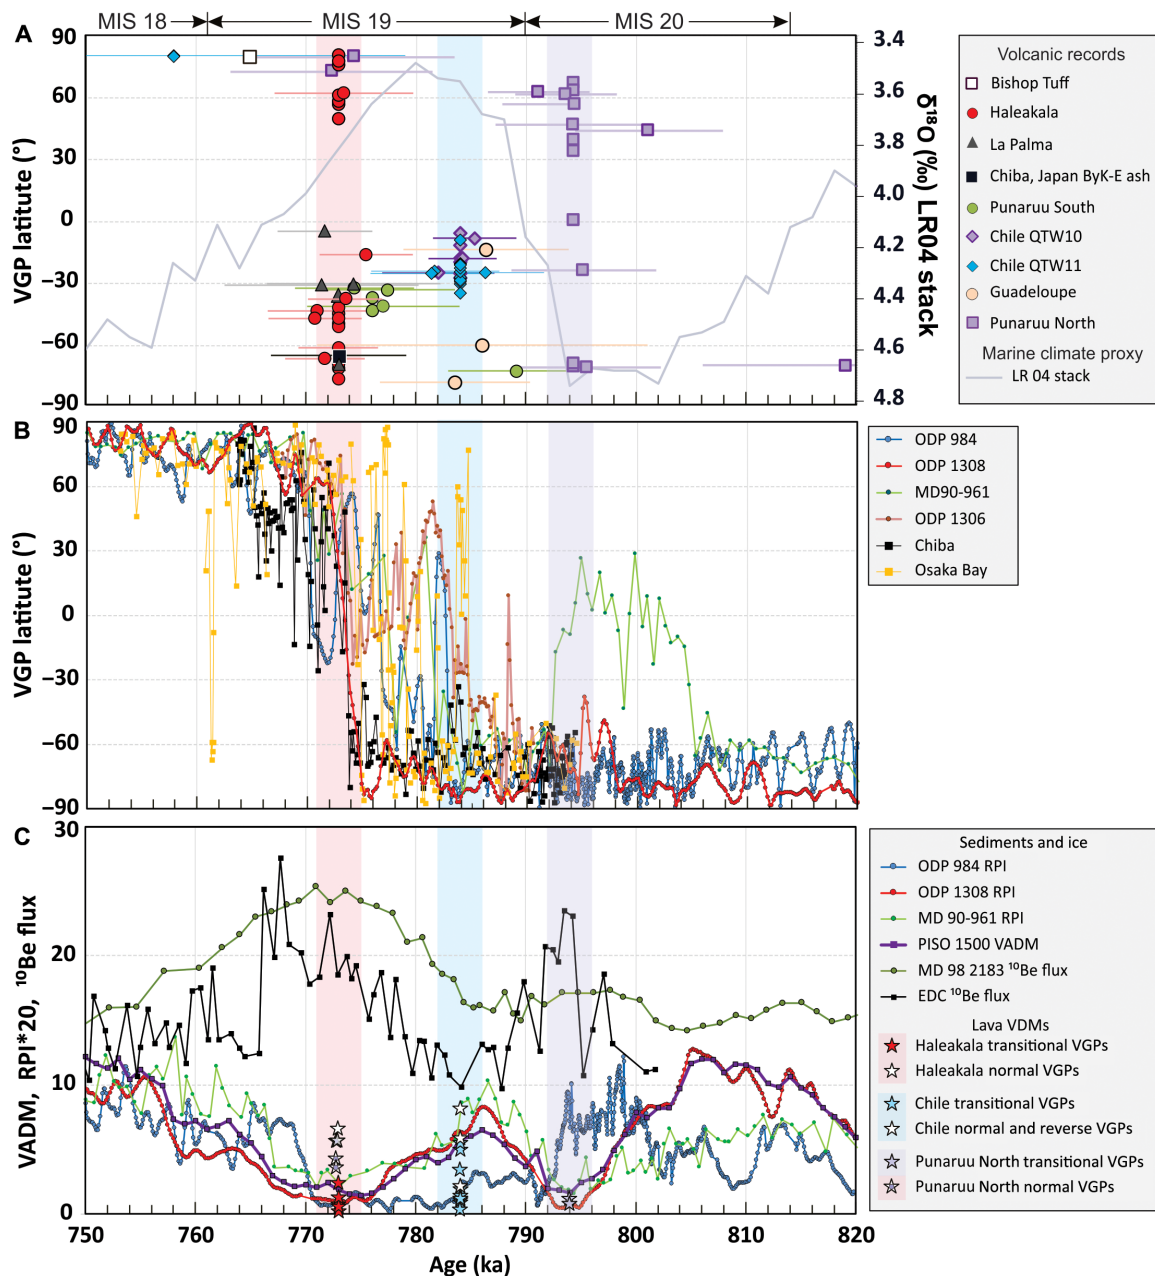 MIS 18 MIS 19 MIS 20
A
90
60
30
0
−30
−60
−90
VGP latitute (°)
3.4
3.6
3.8
4.0
4.2
4.4
4.6
4.8
δ18O (‰) LR04 stack
Volcanic records
Bishop Tuff
Haleakala
La Palma
Chiba, Japan ByK-E ash
Punaruu South
Chile QTW10
Chile QTW11
Guadeloupe
Punaruu North
Marine climate proxy
LR 04 stack
B
90
60
30
0
−30
−60
−90
VGP latitute (°)
ODP 984
ODP 1308
MD90-961
ODP 1306
Chiba
Osaka Bay
C
30
20
10
0
VADM, RPI*20, ¹⁰Be flux
Sediments and ice
ODP 984 RPI
ODP 1308 RPI
MD 90-961 RPI
PISO 1500 VADM
MD 98 2183 ¹⁰Be flux
EDC ¹⁰Be flux
Lava VDMs
Haleakala transitional VGPs
Haleakala normal VGPs
Chile transitional VGPs
Chile normal and reverse VGPs
Punaruu North transitional VGPs
Punaruu North normal VGPs
750 760 770 780 790 800 810 820
Age (ka)